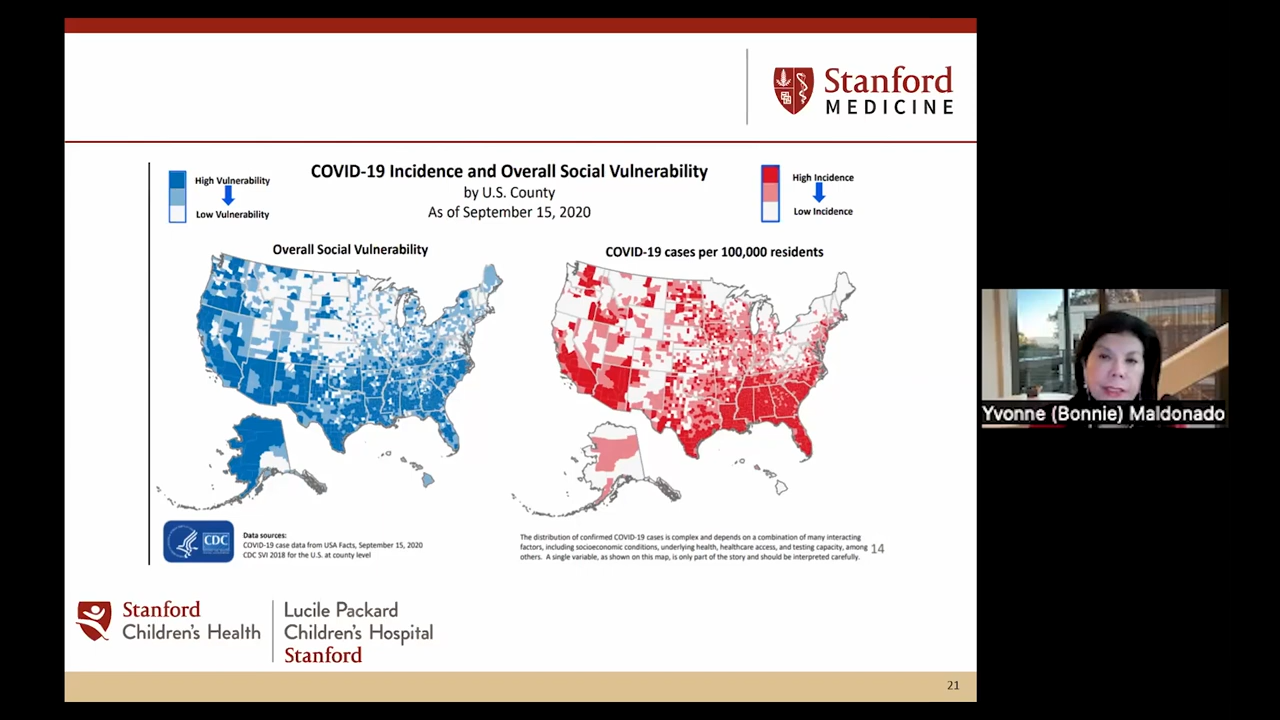 Stanford
MEDICINE
COVID-19 Incidence and Overall Social Vulnerability
by U.S. County
As of September 15, 2020
High Vulnerability
Low Vulnerability
High Incidence
Low Incidence
Overall Social Vulnerability
COVID-19 cases per 100,000 residents
Yvonne (Bonnie) Maldonado
CDC
Data sources:
COVID-19 case data from USA Facts, September 15, 2020
CDC SVI 2018 for the U.S. at county level
The distribution of confirmed COVID-19 cases is complex and depends on a combination of many interacting
factors, including socioeconomic conditions, underlying health, healthcare access, and testing capacity, among
others. A single variable, as shown on this map, is only part of the story and should be interpreted carefully.
14
Stanford
Children's Health
Lucile Packard
Children's Hospital
Stanford
21